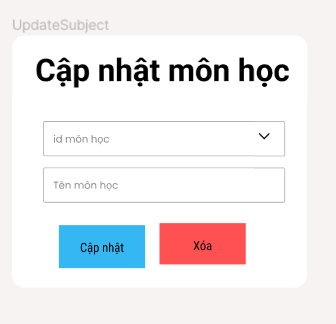 UpdateSubject
Cập nhật môn học
id môn học
Tên môn học
Cập nhật
Xóa